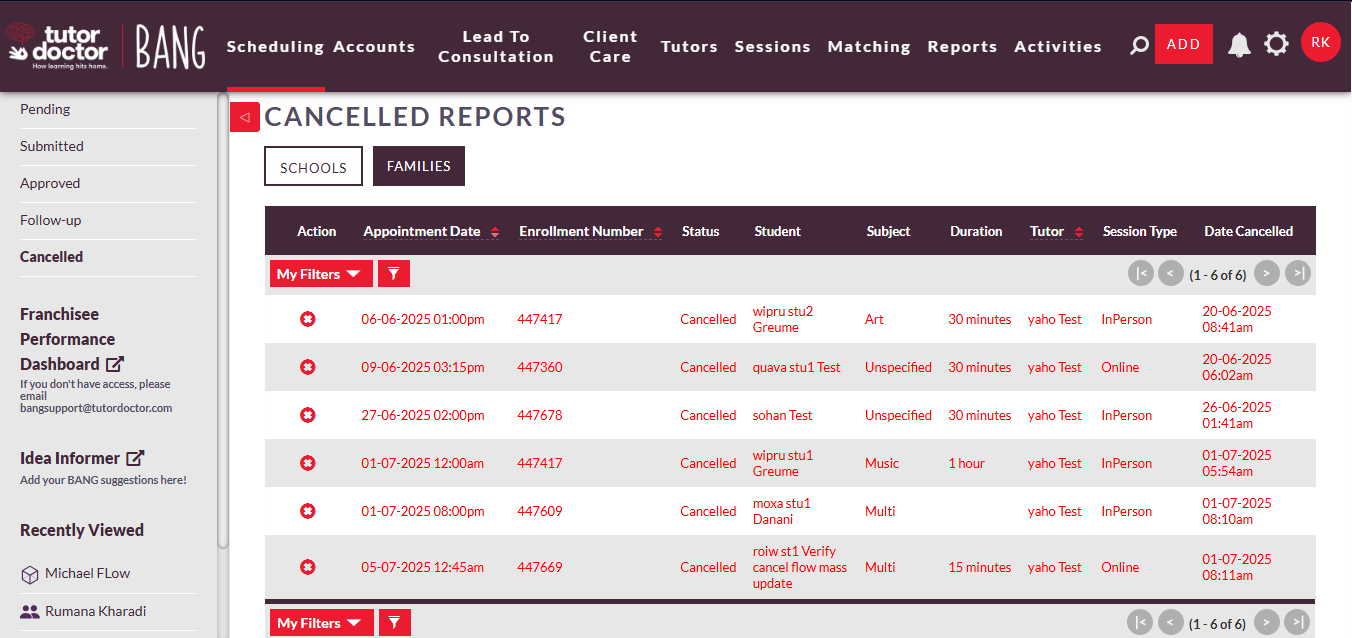 tutor doctor
How learning hits home.
BANG
Scheduling Accounts Lead To Consultation Client Care Tutors Sessions Matching Reports Activities ADD RK
Pending
Submitted
Approved
Follow-up
Cancelled
Franchisee
Performance
Dashboard
If you don't have access, please
email
bangsupport@tutordoctor.com
Idea Informer
Add your BANG suggestions here!
Recently Viewed
Michael FLow
Rumana Kharadi
CANCELLED REPORTS
SCHOOLS FAMILIES
Action Appointment Date Enrollment Number Status Student Subject Duration Tutor Session Type Date Cancelled
My Filters (1 - 6 of 6)
06-06-2025 01:00pm 447417 Cancelled wipru stu2 Greume Art 30 minutes yaho Test InPerson 20-06-2025 08:41am
09-06-2025 03:15pm 447360 Cancelled quava stu1 Test Unspecified 30 minutes yaho Test Online 20-06-2025 06:02am
27-06-2025 02:00pm 447678 Cancelled sohan Test Unspecified 30 minutes yaho Test InPerson 26-06-2025 01:41am
01-07-2025 12:00am 447417 Cancelled wipru stu1 Greume Music 1 hour yaho Test InPerson 01-07-2025 05:54am
01-07-2025 08:00pm 447609 Cancelled moxa stu1 Danani Multi yaho Test InPerson 01-07-2025 08:10am
05-07-2025 12:45am 447669 Cancelled roiw st1 Verify cancel flow mass update Multi 15 minutes yaho Test Online 01-07-2025 08:11am
My Filters (1 - 6 of 6)